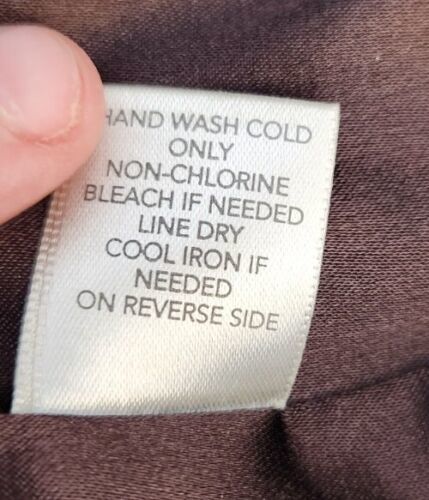 HAND WASH COLD
ONLY
NON-CHLORINE
BLEACH IF NEEDED
LINE DRY
COOL IRON IF
NEEDED
ON REVERSE SIDE